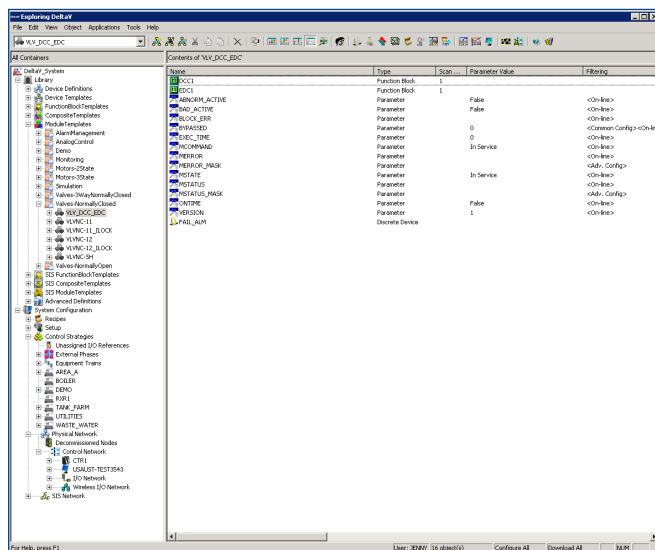 Exploring DeltaV
File Edit View Object Applications Tools Help
VLV_DCC_EDC
All Containers
Contents of 'VLV_DCC_EDC'
DeltaV_System
Library
Device Definitions
Device Templates
FunctionBlockTemplates
CompositeTemplates
ModuleTemplates
AlarmManagement
AnalogControl
Demo
Monitoring
Motors-2State
Motors-3State
Simulation
Valves-3WayNormallyClosed
Valves-NormallyClosed
VLV_DCC_EDC
VLVNC-11
VLVNC-11_ILOCK
VLVNC-12
VLVNC-12_ILOCK
VLVNC-SH
Valves-NormallyOpen
SIS FunctionBlockTemplates
SIS CompositeTemplates
SIS ModuleTemplates
Advanced Definitions
System Configuration
Recipes
Setup
Control Strategies
Unassigned I/O References
External Phases
Equipment Trains
AREA_A
BOILER
DEMO
RXR1
TANK_FARM
UTILITIES
WASTE_WATER
Physical Network
Decommissioned Nodes
Control Network
CTR1
USAUST-TEST3543
I/O Network
Wireless I/O Network
SIS Network
Name Type Scan ... Parameter Value Filtering
DCC1 Function Block 1
EDC1 Function Block 1
ABNORM_ACTIVE Parameter False <On-line>
BAD_ACTIVE Parameter False <On-line>
BLOCK_ERR Parameter <On-line>
BYPASSED Parameter 0 <Common Config><On-lin
EXEC_TIME Parameter 0 <On-line>
MCOMMAND Parameter In Service <On-line>
MERROR Parameter <On-line>
MERROR_MASK Parameter <Adv. Config>
MSTATE Parameter In Service <On-line>
MSTATUS Parameter <On-line>
MSTATUS_MASK Parameter <Adv. Config>
ONTIME Parameter False <On-line>
VERSION Parameter 1 <On-line>
FAIL_ALM Discrete Device
For Help, press F1
User: JENNY 16 object(s) Configure All Download All NUM